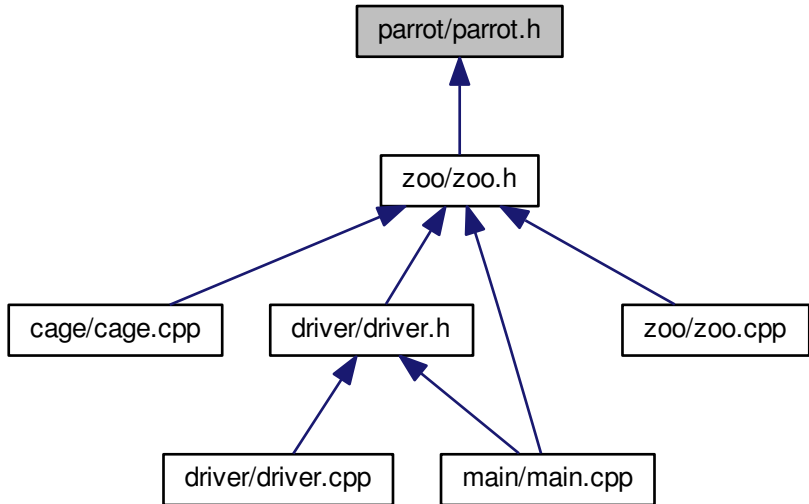 parrot/parrot.h
zoo/zoo.h
cage/cage.cpp
driver/driver.h
zoo/zoo.cpp
driver/driver.cpp
main/main.cpp